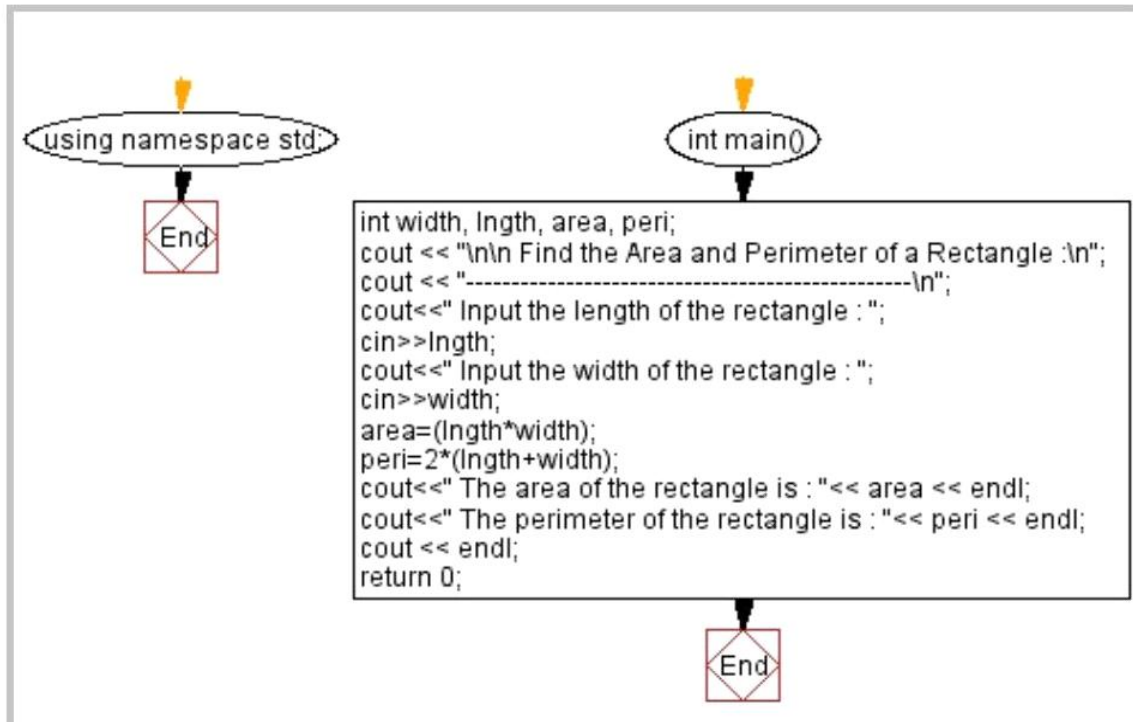 using namespace std;
End
int main()
int width, lngth, area, peri;
cout << "\n\n Find the Area and Perimeter of a Rectangle :\n";
cout << "-------------------------------------------------\n";
cout<<" Input the length of the rectangle : ";
cin>>lngth;
cout<<" Input the width of the rectangle : ";
cin>>width;
area=(lngth*width);
peri=2*(lngth+width);
cout<<" The area of the rectangle is : "<< area << endl;
cout<<" The perimeter of the rectangle is : "<< peri << endl;
cout << endl;
return 0;
End